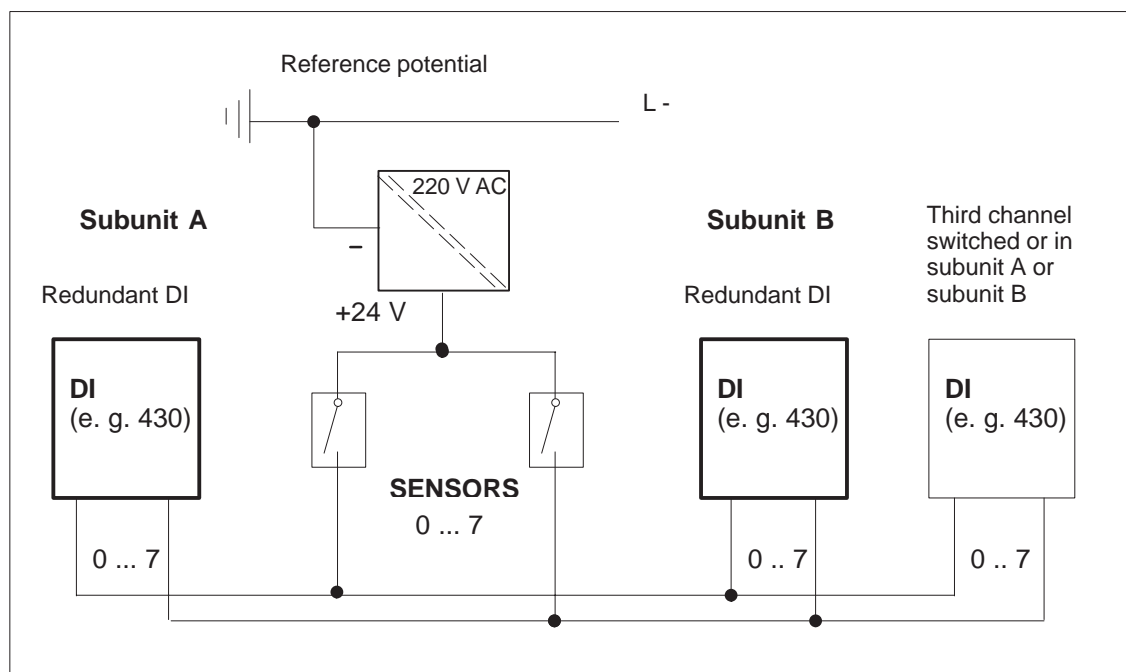 Reference potential
L -
220 V AC
Subunit A
–
+24 V
Subunit B
Third channel
switched or in
subunit A or
subunit B
Redundant DI
Redundant DI
DI
(e. g. 430)
DI
(e. g. 430)
DI
(e. g. 430)
SENSORS
0 ... 7
0 ... 7
0 .. 7
0 .. 7